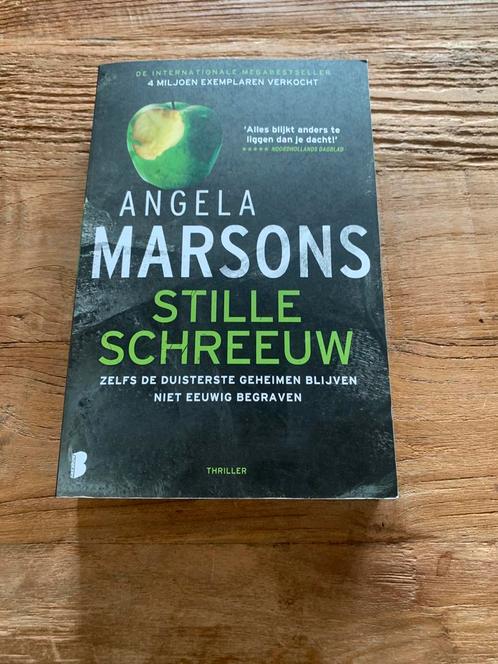 DE INTERNATIONALE MEGABESTSELLER
4 MILJOEN EXEMPLAREN VERKOCHT
'Alles blijkt anders te
liggen dan je dacht!'
***** NOORDHOLLANDS DAGBLAD
ANGELA
MARSONS
STILLE
SCHREEUW
ZELFS DE DUISTERSTE GEHEIMEN BLIJVEN
NIET EEUWIG BEGRAVEN
THRILLER
B